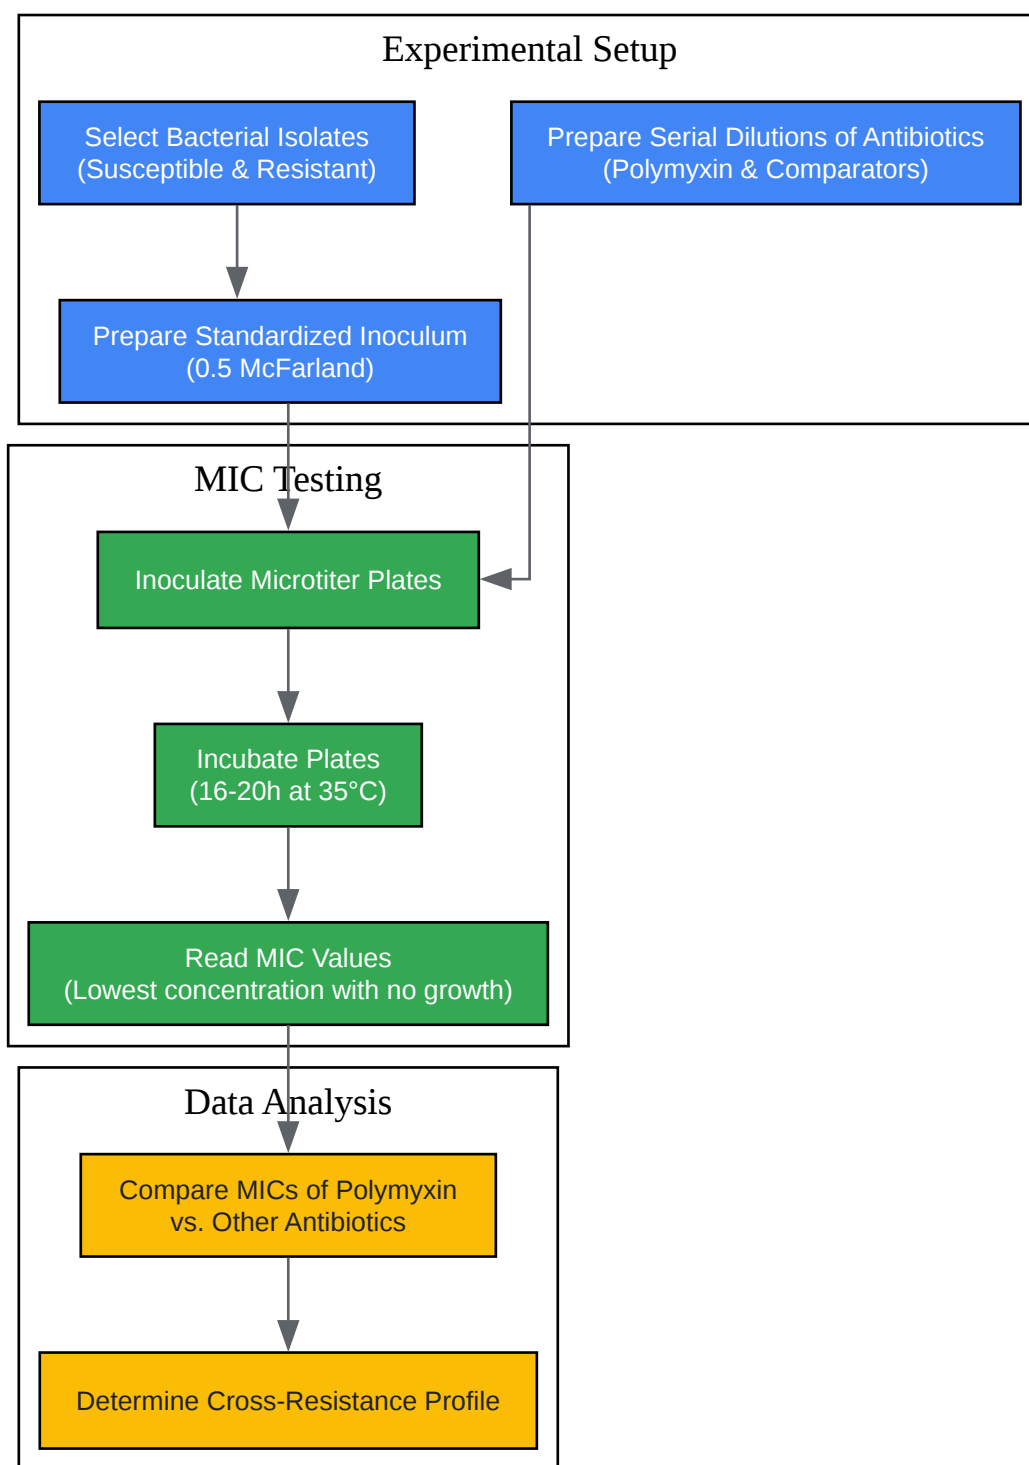 Experimental Setup
Select Bacterial Isolates
(Susceptible & Resistant)
Prepare Serial Dilutions of Antibiotics
(Polymyxin & Comparators)
Prepare Standardized Inoculum
(0.5 McFarland)
MIC Testing
Inoculate Microtiter Plates
Incubate Plates
(16-20h at 35°C)
Read MIC Values
(Lowest concentration with no growth)
Data Analysis
Compare MICs of Polymyxin
vs. Other Antibiotics
Determine Cross-Resistance Profile